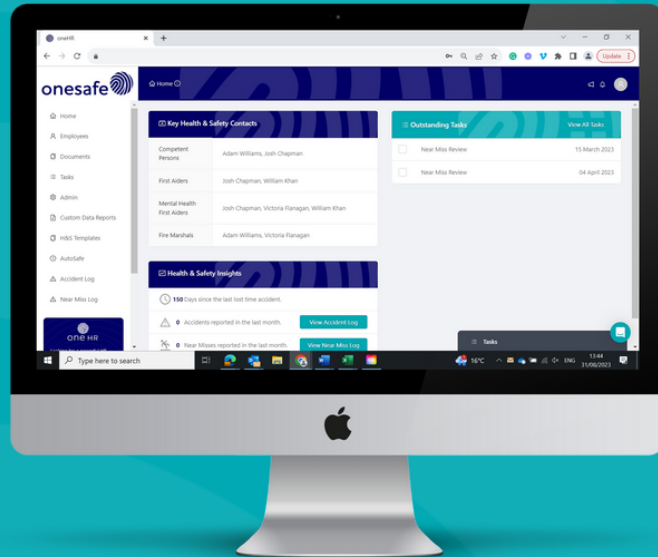 oneHR
Update
onesafe
Home
Home
Employees
Documents
Tasks
Admin
Custom Data Reports
H&S Templates
AutoSafe
Accident Log
Near Miss Log
ONE HR
Key Health & Safety Contacts
Competent Persons
Adam Williams, Josh Chapman
First Aiders
Josh Chapman, William Khan
Mental Health First Aiders
Josh Chapman, Victoria Flanagan, William Khan
Fire Marshals
Adam Williams, Victoria Flanagan
Health & Safety Insights
150 Days since the last lost time accident.
0 Accidents reported in the last month.
View Accident Log
0 Near Misses reported in the last month.
View Near Miss Log
Outstanding Tasks
View All Tasks
Near Miss Review
15 March 2023
Near Miss Review
04 April 2023
Tasks
Type here to search
16°C
ENG
13:44
31/08/2023